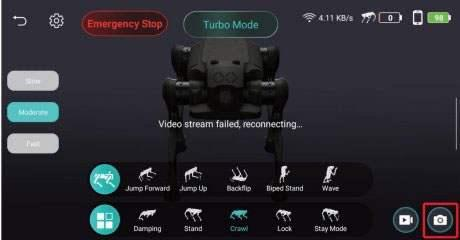 Emergency Stop
Turbo Mode
4.11 KB/s
0
98
Slow
Moderate
Fast
Video stream failed, reconnecting...
Jump Forward
Jump Up
Backflip
Biped Stand
Wave
Damping
Stand
Crawl
Lock
Stay Mode